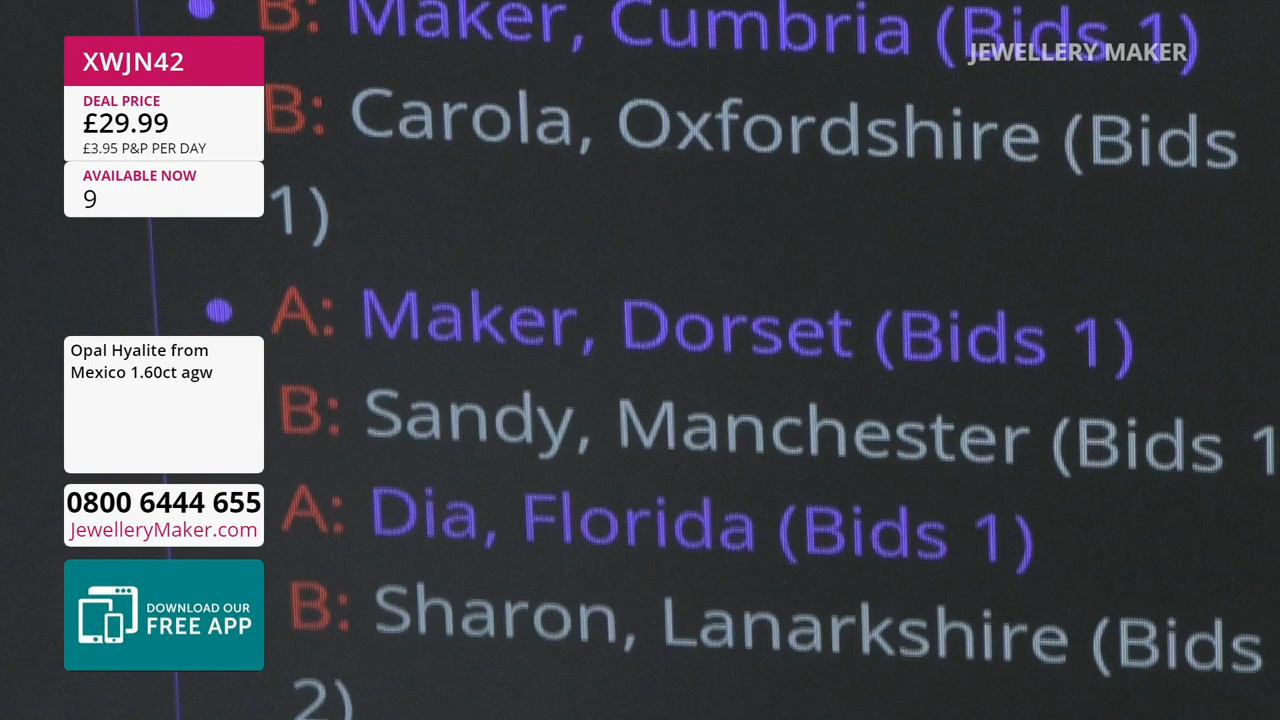 B: Maker, Cumbria (Bids 1)
JEWELLERY MAKER
XWJN42
DEAL PRICE
£29.99
£3.95 P&P PER DAY
AVAILABLE NOW
9
B: Carola, Oxfordshire (Bids
1)
A: Maker, Dorset (Bids 1)
Opal Hyalite from
Mexico 1.60ct agw
B: Sandy, Manchester (Bids 1
0800 6444 655
JewelleryMaker.com
A: Dia, Florida (Bids 1)
DOWNLOAD OUR
FREE APP
B: Sharon, Lanarkshire (Bids
2)